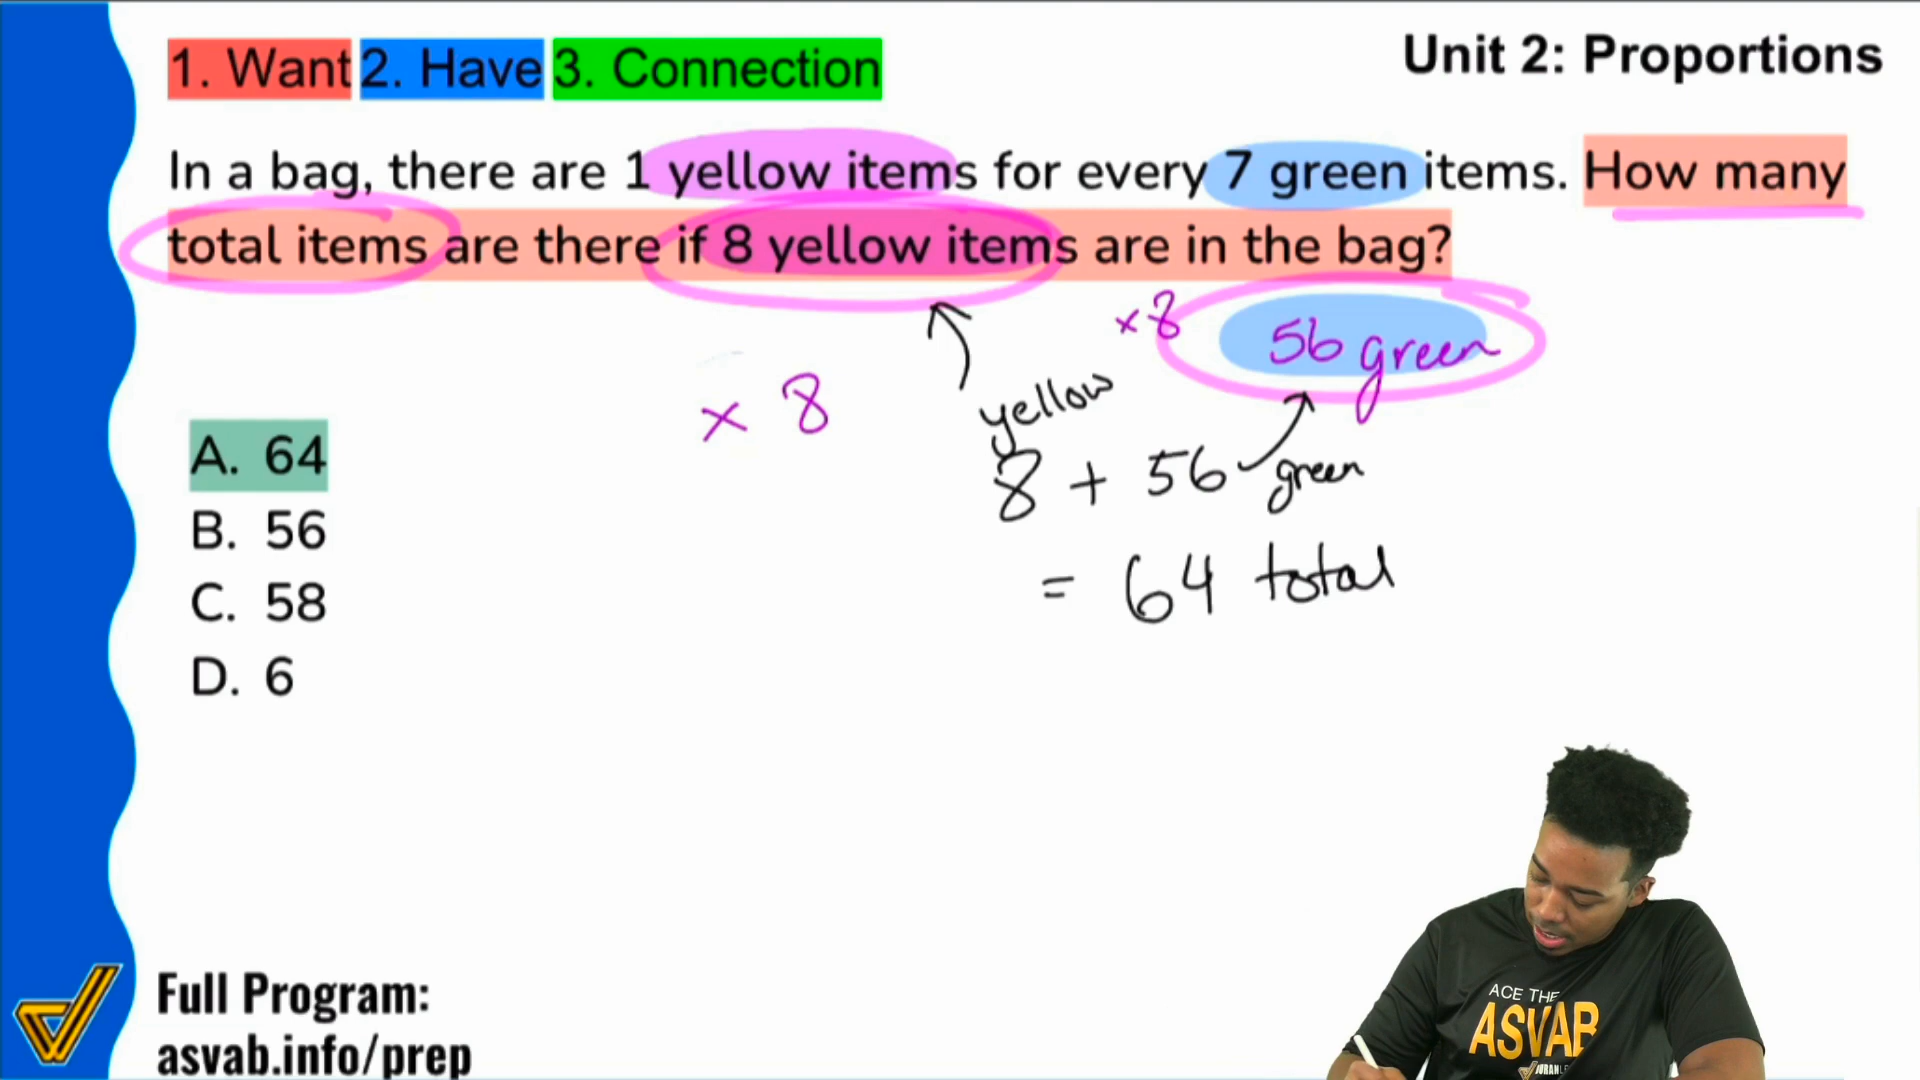 1. Want 2. Have 3. Connection
Unit 2: Proportions
In a bag, there are 1 yellow items for every 7 green items. How many
total items are there if 8 yellow items are in the bag?
×8
56 green
× 8
yellow
8 + 56 green
= 64 total
A. 64
B. 56
C. 58
D. 6
Full Program:
asvab.info/prep
ACE THE
ASVAB